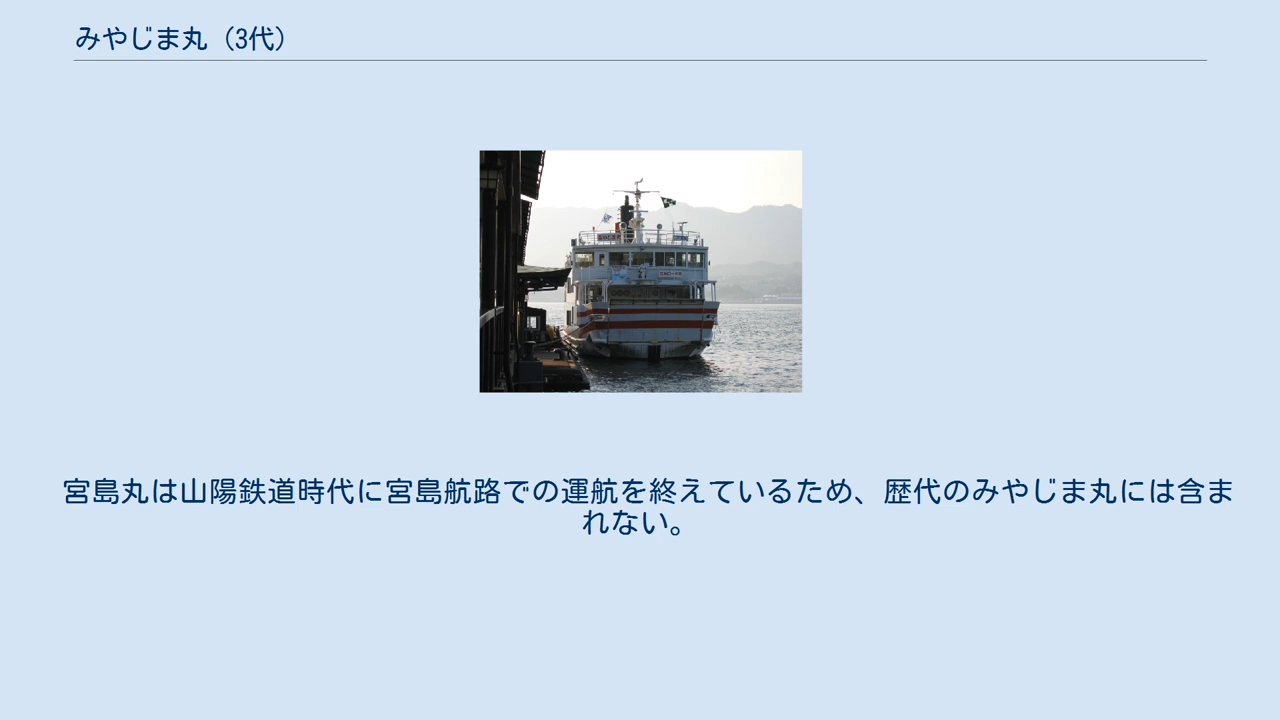 みやじま丸（3代）
宮島丸は山陽鉄道時代に宮島航路での運航を終えているため、歴代のみやじま丸には含ま
れない。